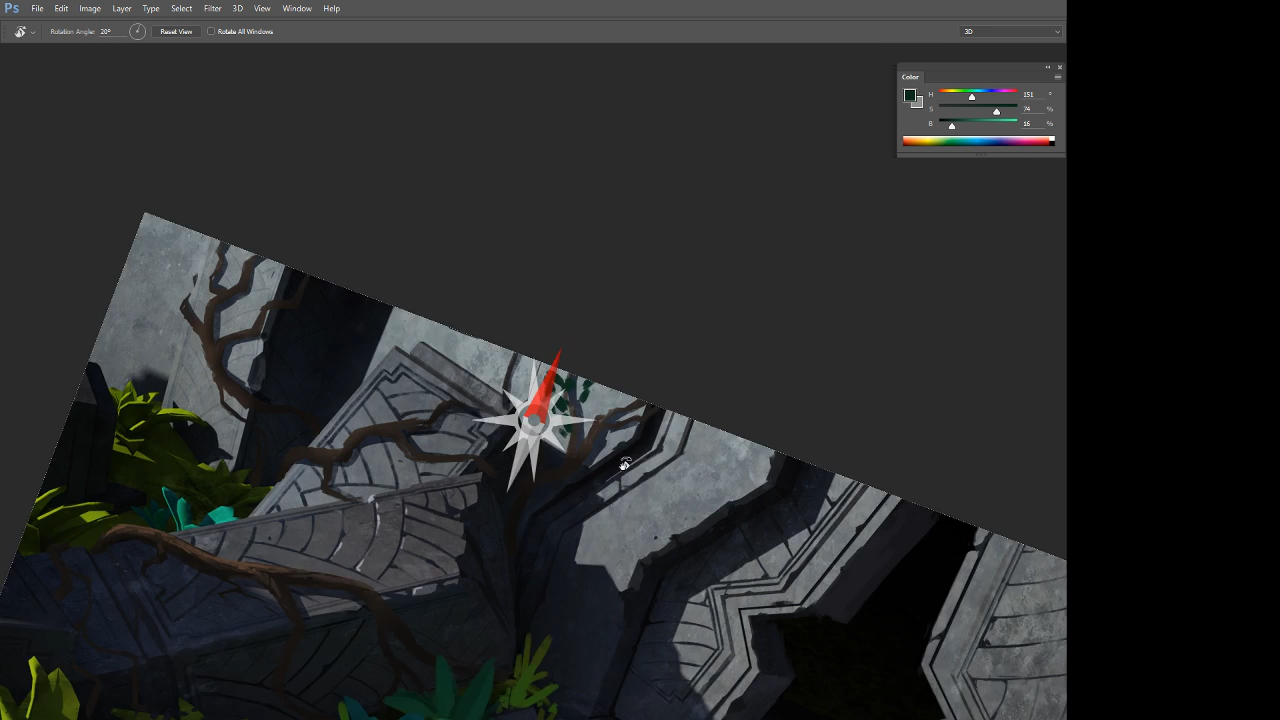 Ps File Edit Image Layer Type Select Filter 3D View Window Help
Rotation Angle: 20° Reset View Rotate All Windows 3D
Color
H 151 °
S 74 %
B 16 %